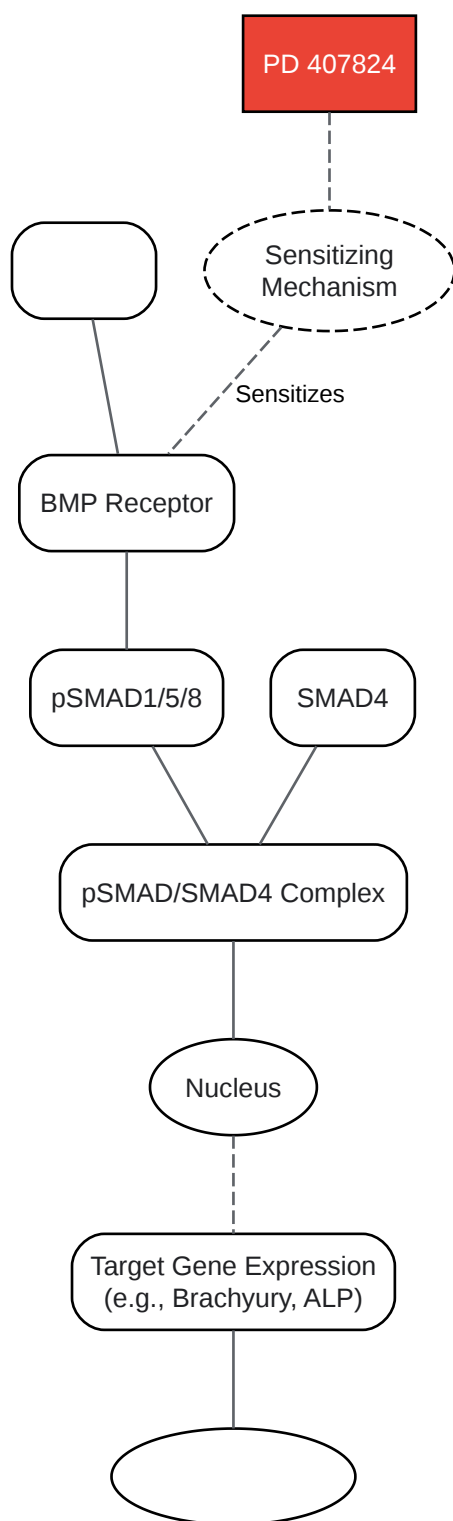 PD 407824
Sensitizing
Mechanism
Sensitizes
BMP Receptor
pSMAD1/5/8
SMAD4
pSMAD/SMAD4 Complex
Nucleus
Target Gene Expression
(e.g., Brachyury, ALP)